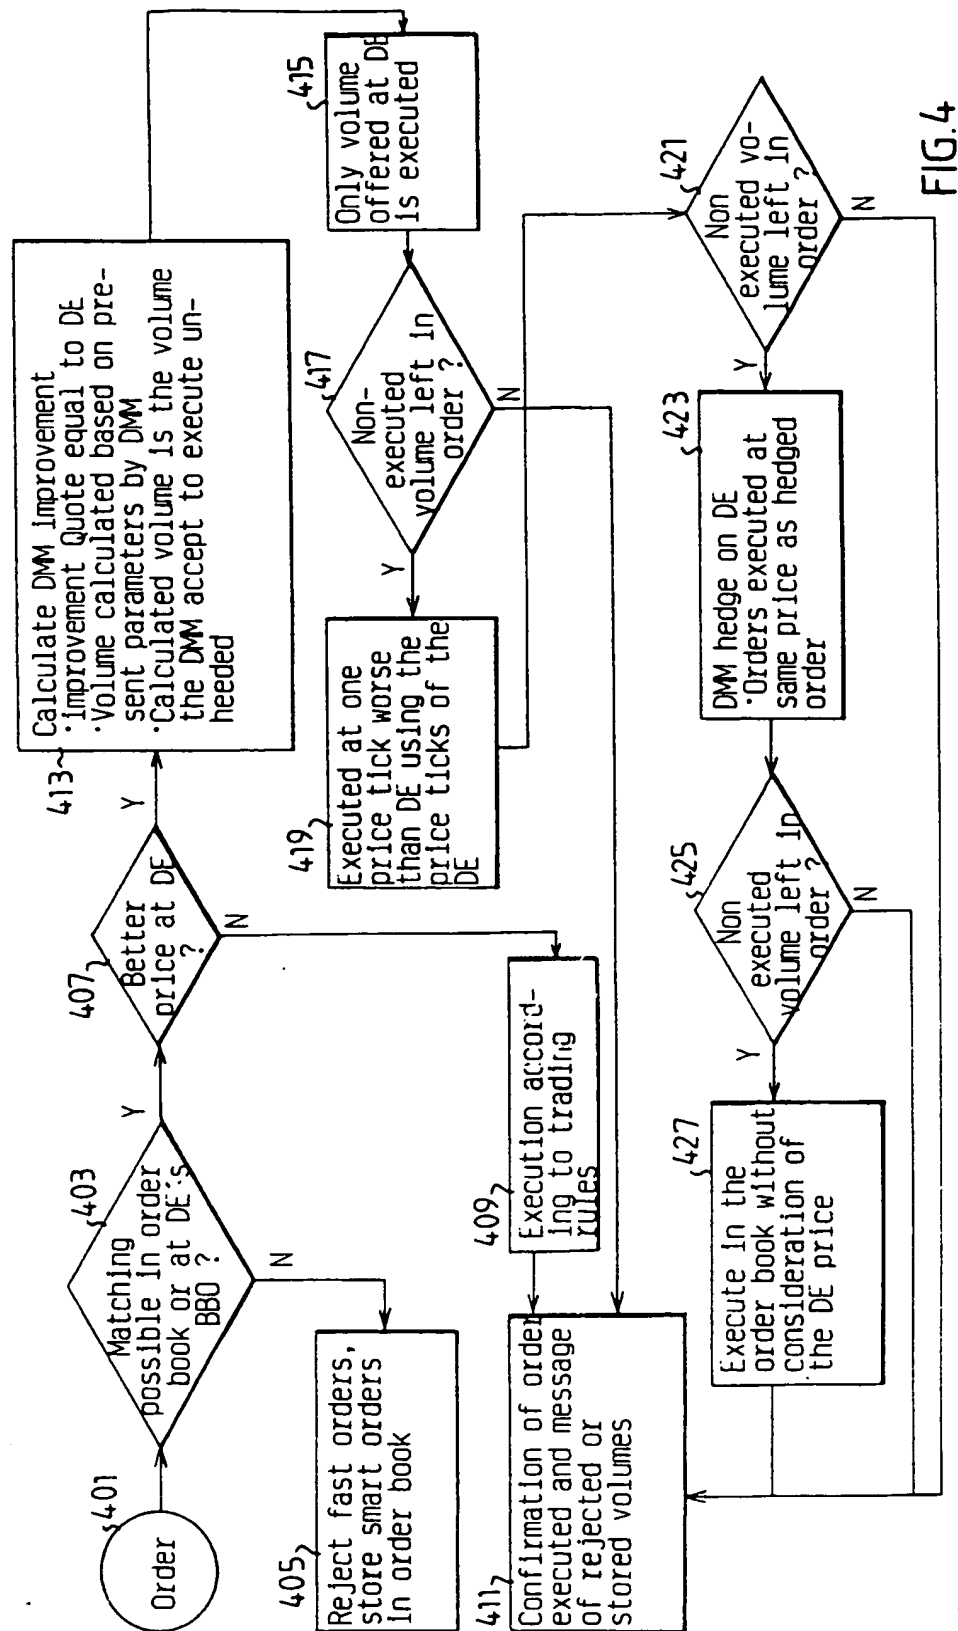 401
Order
403
Matching
possible in order
book or at DE's
BBO ?
Y
N
405
Reject fast orders,
store smart orders
in order book
407
Better
price at DE
?
Y
N
413
Calculate DMM improvement
·improvement Quote equal to DE
·Volume calculated based on pre-
sent parameters by DMM
·Calculated volume is the volume
the DMM accept to execute un-
heeded
415
Only volume
offered at DE
is executed
417
Non-
executed
volume left in
order ?
Y
N
419
Executed at one
price tick worse
than DE using the
price ticks of the
DE
409
Execution accord-
ing to trading
rules
411
Confirmation of order
executed and message
of rejected or
stored volumes
421
Non
executed vo-
lume left in
order ?
Y
N
423
DMM hedge on DE
·Orders executed at
same price as hedged
order
425
Non
executed
volume left in
order ?
Y
N
427
Execute in the
order book without
consideration of
the DE price
FIG.4